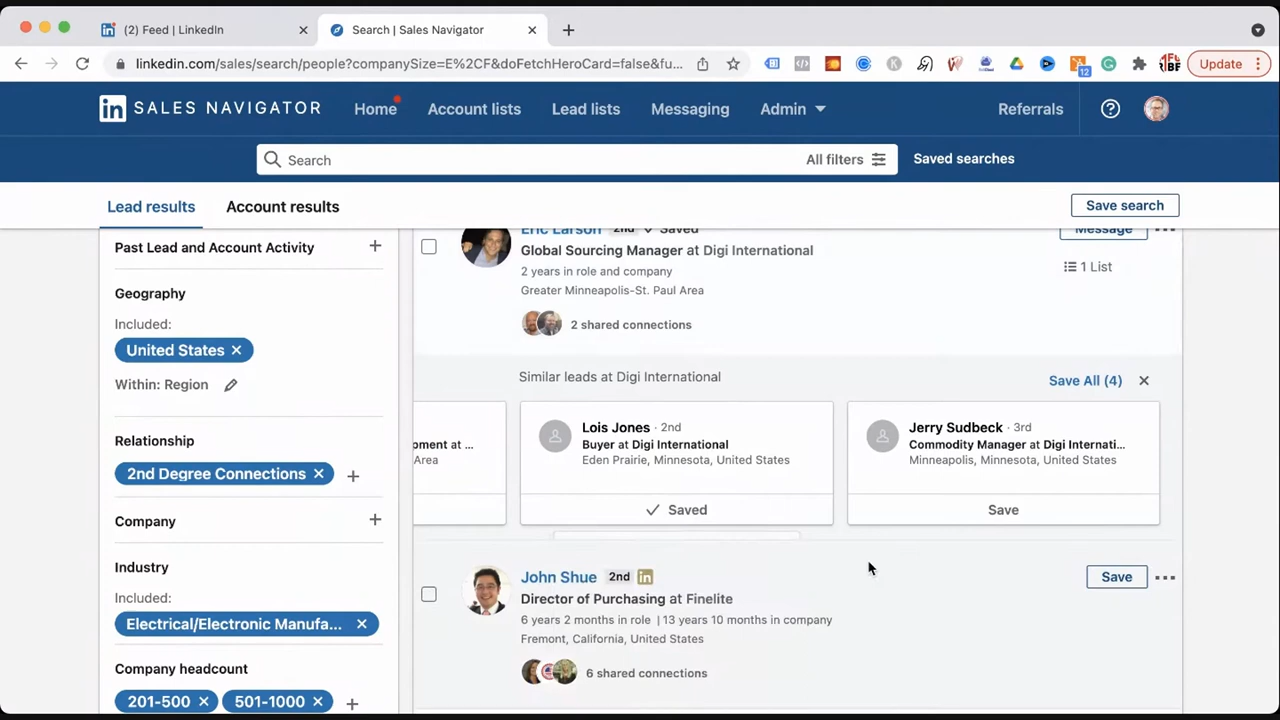 (2) Feed | LinkedIn
Search | Sales Navigator
linkedin.com/sales/search/people?companySize=E%2CF&doFetchHeroCard=false&fu...
12
Update
in SALES NAVIGATOR
Home
Account lists
Lead lists
Messaging
Admin
Referrals
Search
All filters
Saved searches
Lead results
Account results
Save search
Past Lead and Account Activity
Geography
Included:
United States
Within: Region
Relationship
2nd Degree Connections
Company
Industry
Included:
Electrical/Electronic Manufa...
Company headcount
201-500
501-1000
Eric Larson 2nd Saved
Message
Global Sourcing Manager at Digi International
1 List
2 years in role and company
Greater Minneapolis-St. Paul Area
2 shared connections
Similar leads at Digi International
Save All (4)
pment at ...
Area
Lois Jones · 2nd
Buyer at Digi International
Eden Prairie, Minnesota, United States
Saved
Jerry Sudbeck · 3rd
Commodity Manager at Digi Internati...
Minneapolis, Minnesota, United States
Save
John Shue 2nd in
Save
Director of Purchasing at Finelite
6 years 2 months in role | 13 years 10 months in company
Fremont, California, United States
6 shared connections